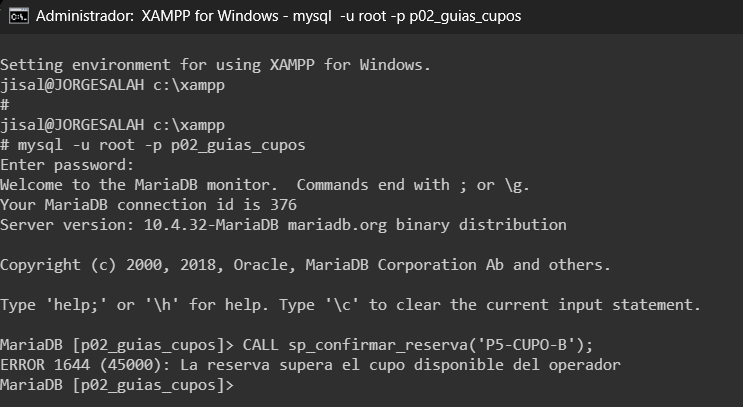 Administrador: XAMPP for Windows - mysql -u root -p p02_guias_cupos
Setting environment for using XAMPP for Windows.
jisal@JORGESALAH c:\xampp
#
jisal@JORGESALAH c:\xampp
# mysql -u root -p p02_guias_cupos
Enter password:
Welcome to the MariaDB monitor.  Commands end with ; or \g.
Your MariaDB connection id is 376
Server version: 10.4.32-MariaDB mariadb.org binary distribution
Copyright (c) 2000, 2018, Oracle, MariaDB Corporation Ab and others.
Type 'help;' or '\h' for help. Type '\c' to clear the current input statement.
MariaDB [p02_guias_cupos]> CALL sp_confirmar_reserva('P5-CUPO-B');
ERROR 1644 (45000): La reserva supera el cupo disponible del operador
MariaDB [p02_guias_cupos]>